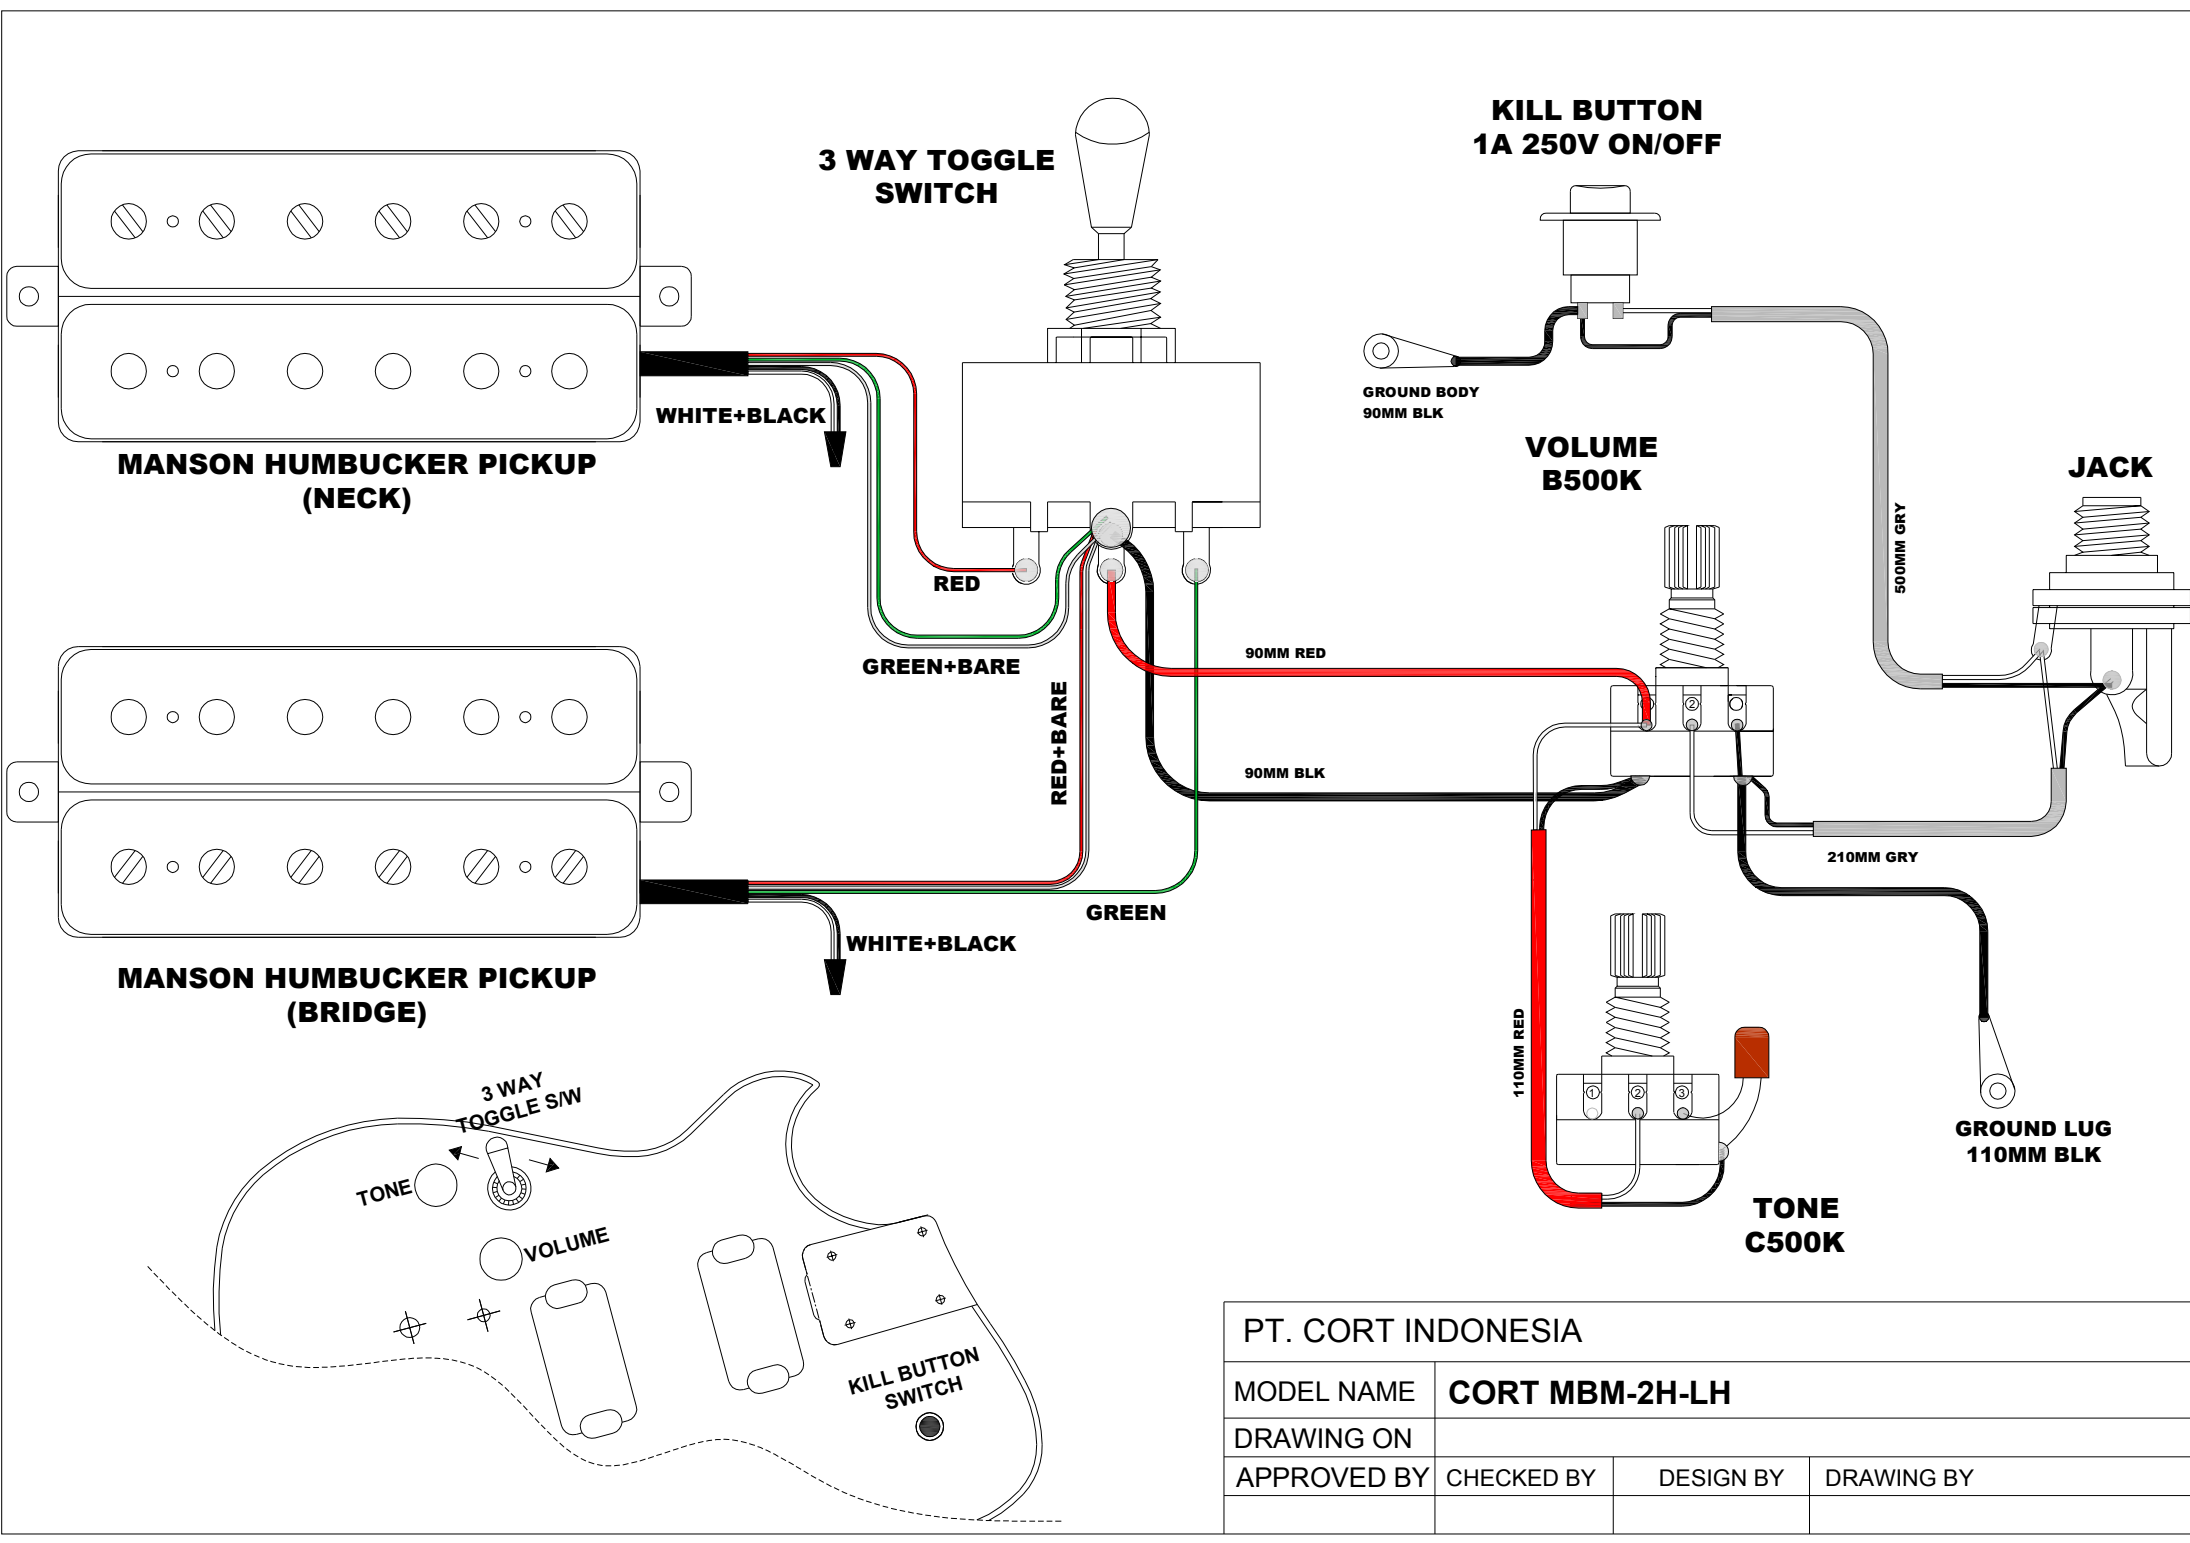 3 WAY TOGGLE
SWITCH
KILL BUTTON
1A 250V ON/OFF
GROUND BODY
90MM BLK
WHITE+BLACK
MANSON HUMBUCKER PICKUP
(NECK)
VOLUME
B500K
JACK
500MM GRY
RED
GREEN+BARE
RED+BARE
90MM RED
2
90MM BLK
210MM GRY
GREEN
WHITE+BLACK
MANSON HUMBUCKER PICKUP
(BRIDGE)
110MM RED
1 2 3
GROUND LUG
110MM BLK
TONE
C500K
3 WAY
TOGGLE S/W
TONE
VOLUME
KILL BUTTON
SWITCH
PT. CORT INDONESIA
MODEL NAME CORT MBM-2H-LH
DRAWING ON
APPROVED BY CHECKED BY DESIGN BY DRAWING BY